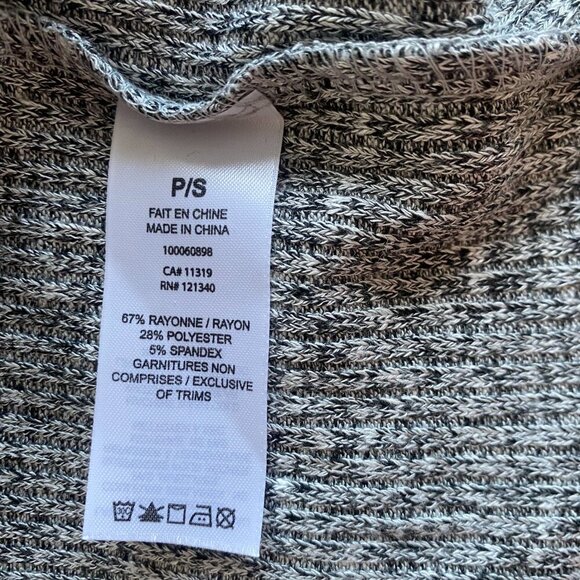 P/S
FAIT EN CHINE
MADE IN CHINA
100060898
CA# 11319
RN# 121340
67% RAYONNE / RAYON
28% POLYESTER
5% SPANDEX
GARNITURES NON
COMPRISES / EXCLUSIVE
OF TRIMS